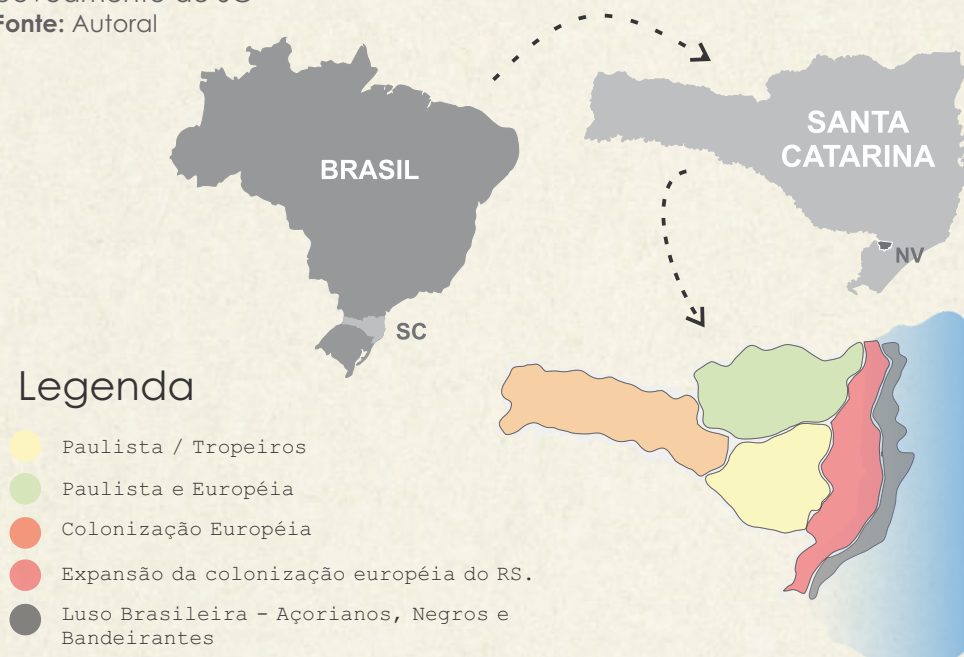 Fonte: Autoral
BRASIL
SANTA
CATARINA
NV
SC
Legenda
Paulista / Tropeiros
Paulista e Européia
Colonização Européia
Expansão da colonização européia do RS.
Luso Brasileira - Açorianos, Negros e
Bandeirantes